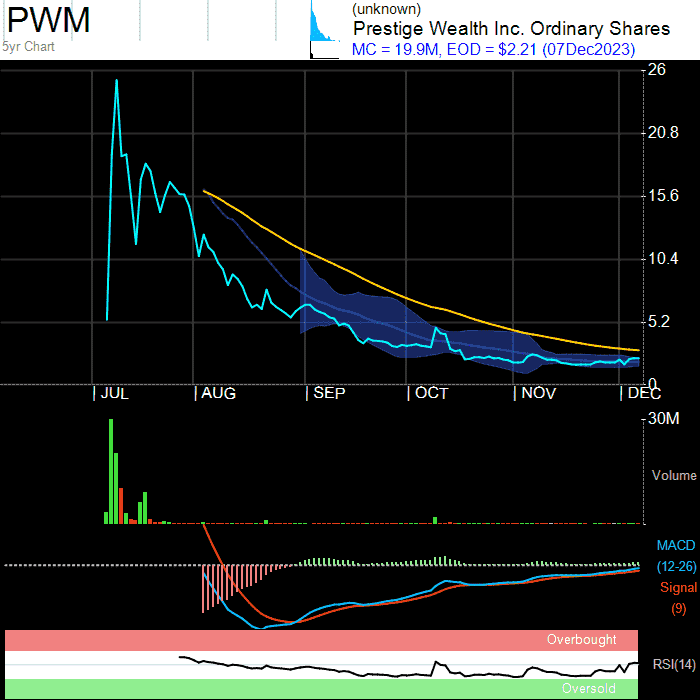 PWM
5yr Chart
(unknown)
Prestige Wealth Inc. Ordinary Shares
MC = 19.9M, EOD = $2.21 (07Dec2023)
26
20.8
15.6
10.4
5.2
0
JUL AUG SEP OCT NOV DEC
30M
Volume
MACD
(12-26)
Signal
(9)
Overbought
RSI(14)
Oversold